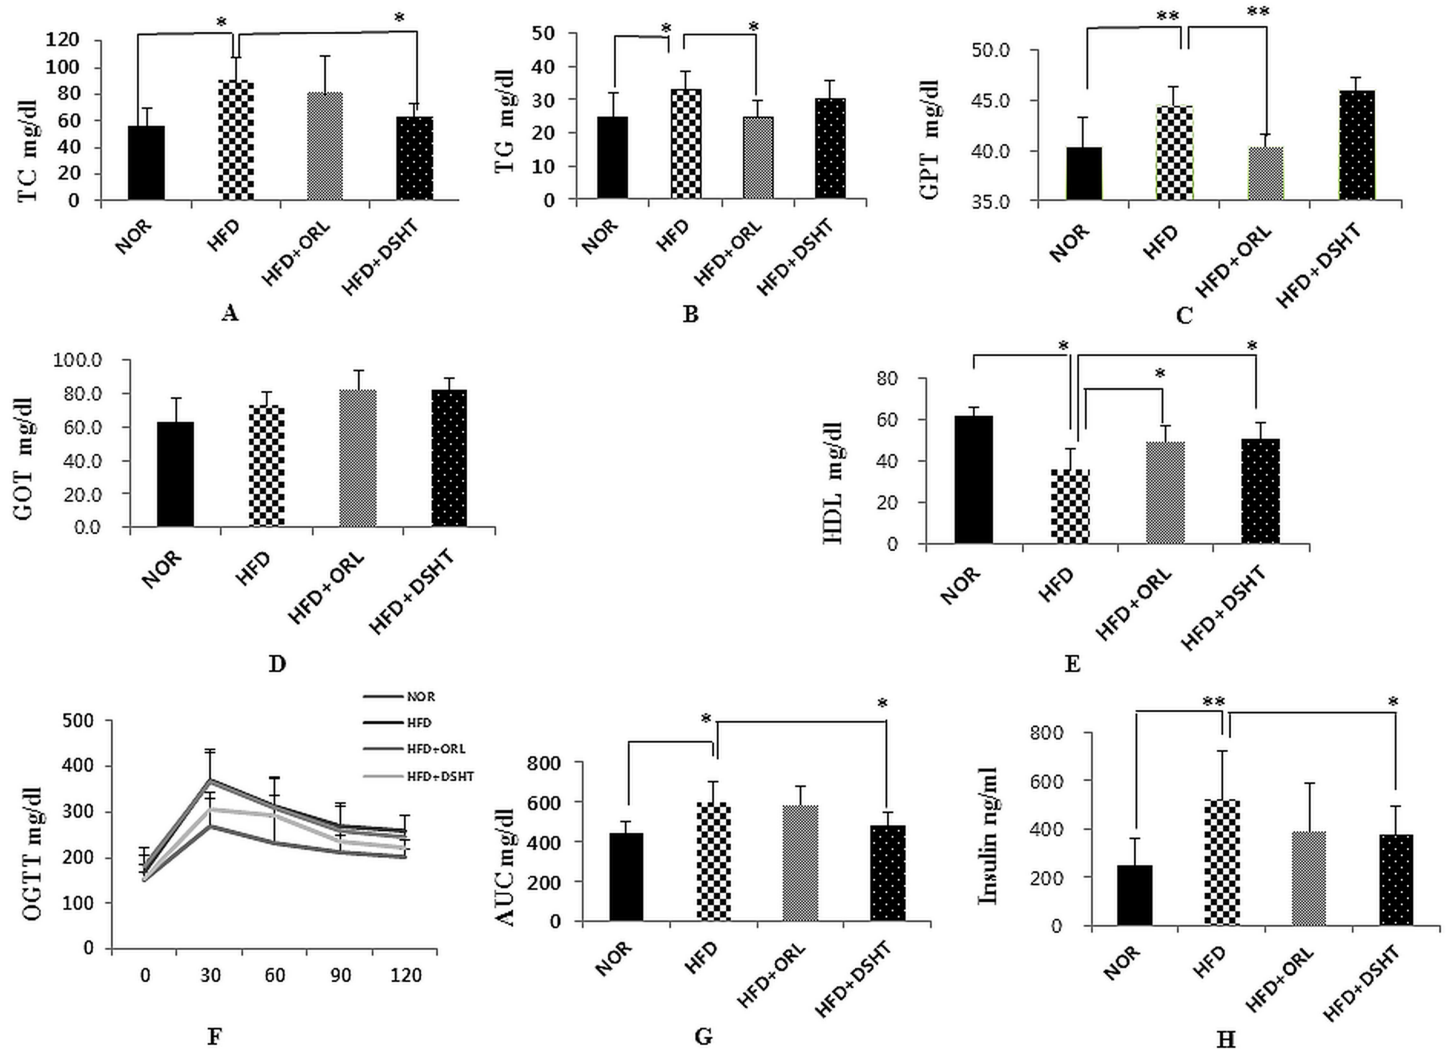 TC mg/dl
120
100
80
60
40
20
0
*
*
NOR
HFD
HFD+ORL
HFD+DSHT
A
TG mg/dl
50
40
30
20
10
0
*
*
NOR
HFD
HFD+ORL
HFD+DSHT
B
GPT mg/dl
50.0
45.0
40.0
35.0
**
**
NOR
HFD
HFD+ORL
HFD+DSHT
C
GOT mg/dl
100.0
80.0
60.0
40.0
20.0
0.0
NOR
HFD
HFD+ORL
HFD+DSHT
D
HDL mg/dl
80
60
40
20
0
*
*
*
NOR
HFD
HFD+ORL
HFD+DSHT
E
OGTT mg/dl
500
400
300
200
100
0
NOR
HFD
HFD+ORL
HFD+DSHT
0 30 60 90 120
F
AUC mg/dl
800
600
400
200
0
*
*
NOR
HFD
HFD+ORL
HFD+DSHT
G
Insulin ng/ml
800
600
400
200
0
**
*
NOR
HFD
HFD+ORL
HFD+DSHT
H